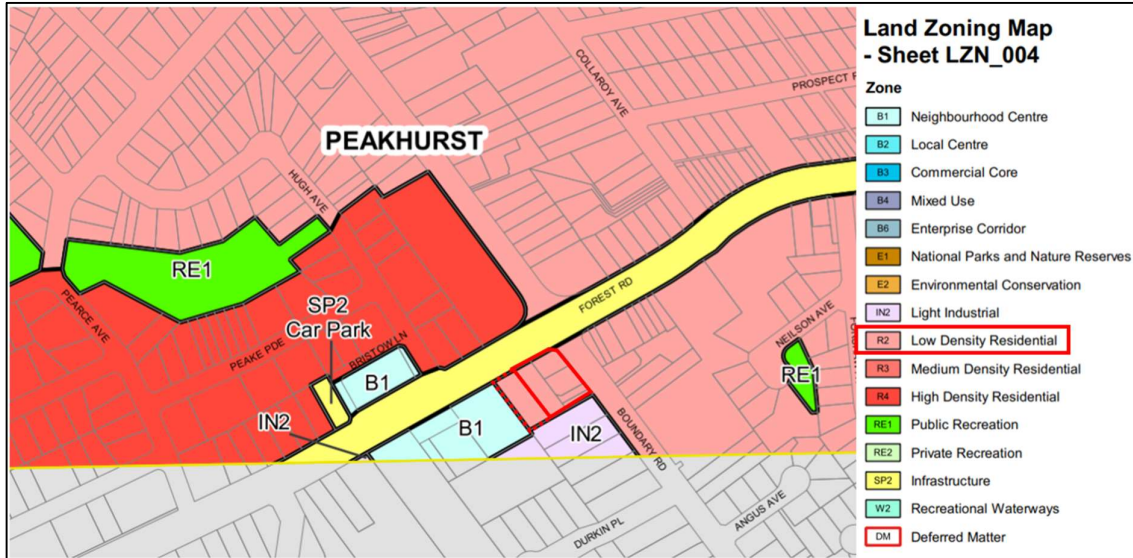 Land Zoning Map
- Sheet LZN_004
Zone
B1 Neighbourhood Centre
B2 Local Centre
B3 Commercial Core
B4 Mixed Use
B6 Enterprise Corridor
E1 National Parks and Nature Reserves
E2 Environmental Conservation
IN2 Light Industrial
R2 Low Density Residential
R3 Medium Density Residential
R4 High Density Residential
RE1 Public Recreation
RE2 Private Recreation
SP2 Infrastructure
W2 Recreational Waterways
DM Deferred Matter
COLLAROY AVE
PROSPECT
PEAKHURST
HUGH AVE
RE1
PEARCE AVE
SP2
Car Park
FOREST RD
NEILSON AVE
PEAKE PDE
BRISTOW LN
B1
RE1
IN2
B1
IN2
BOUNDARY RD
DURKIN PL
ANGUS AVE